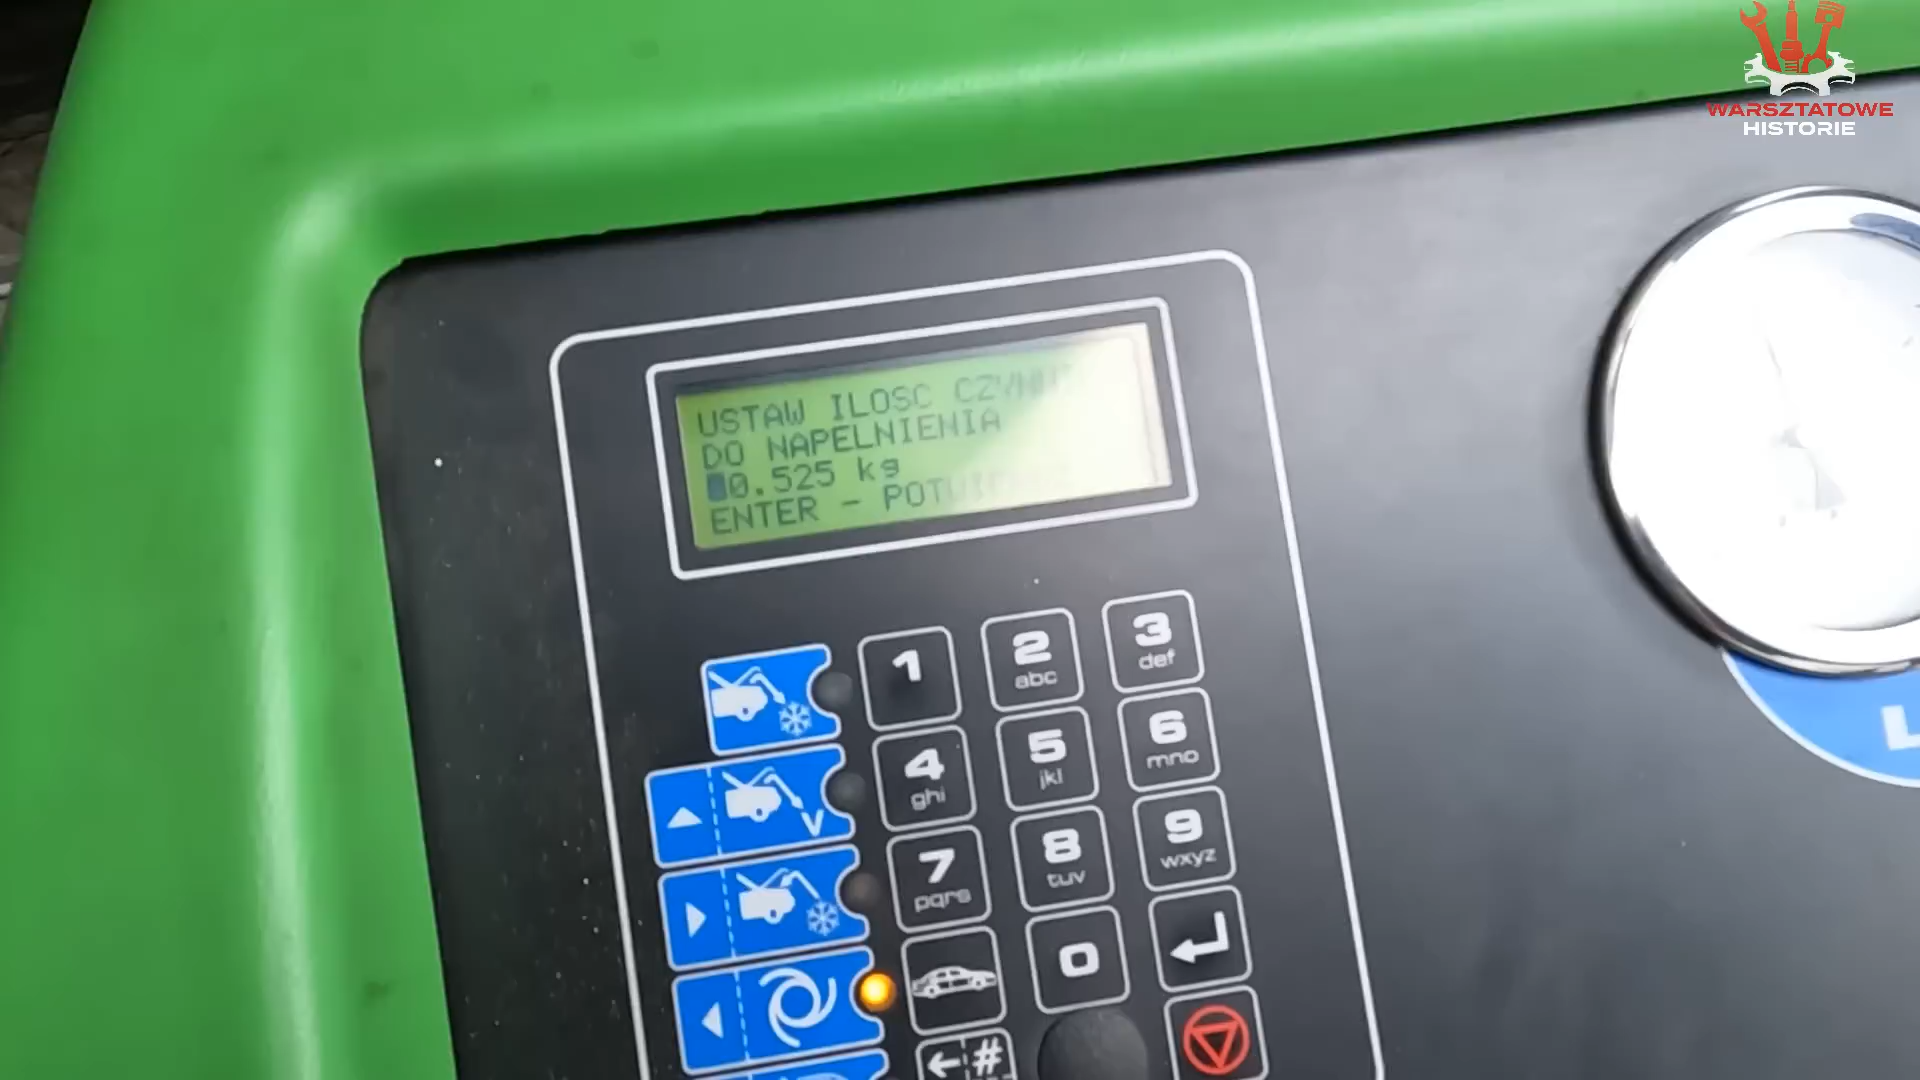 WARSZTATOWE
HISTORIE
USTAW ILOSC
DO NAPELNIENIA
0.525 kg
ENTER -
1
2
abc
3
def
4
ghi
5
jkl
6
mno
7
pqrs
8
tuv
9
wxyz
0
V
L
#